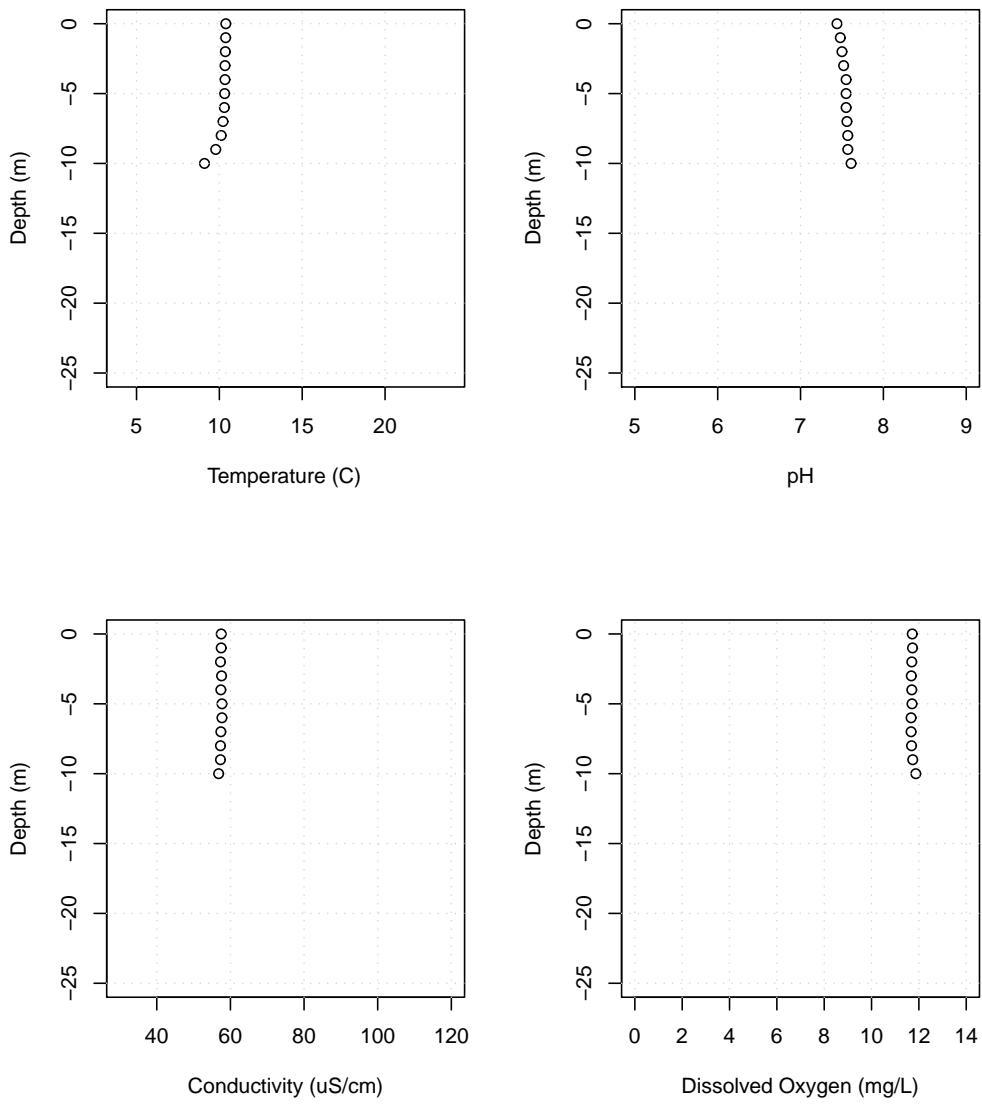 0
−5
−10
−15
−20
−25
Depth (m)
5 10 15 20
Temperature (C)
0
−5
−10
−15
−20
−25
Depth (m)
5 6 7 8 9
pH
0
−5
−10
−15
−20
−25
Depth (m)
40 60 80 100 120
Conductivity (uS/cm)
0
−5
−10
−15
−20
−25
Depth (m)
0 2 4 6 8 10 12 14
Dissolved Oxygen (mg/L)